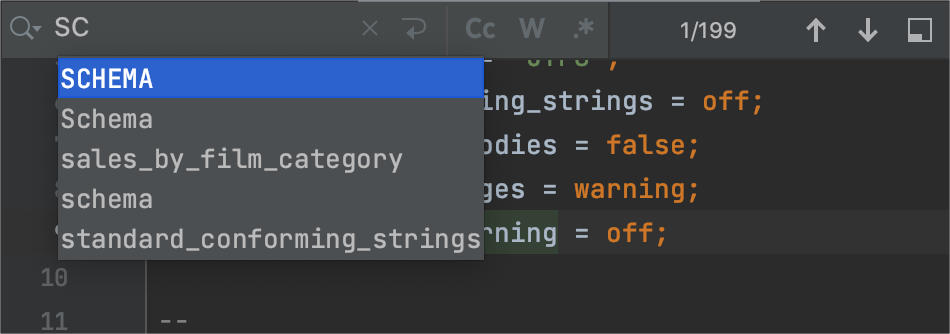 SC
Cc W .* 1/199
SCHEMA
Schema
sales_by_film_category
schema
standard_conforming_strings
ing_strings = off;
odies = false;
ges = warning;
rning = off;
10
11 --